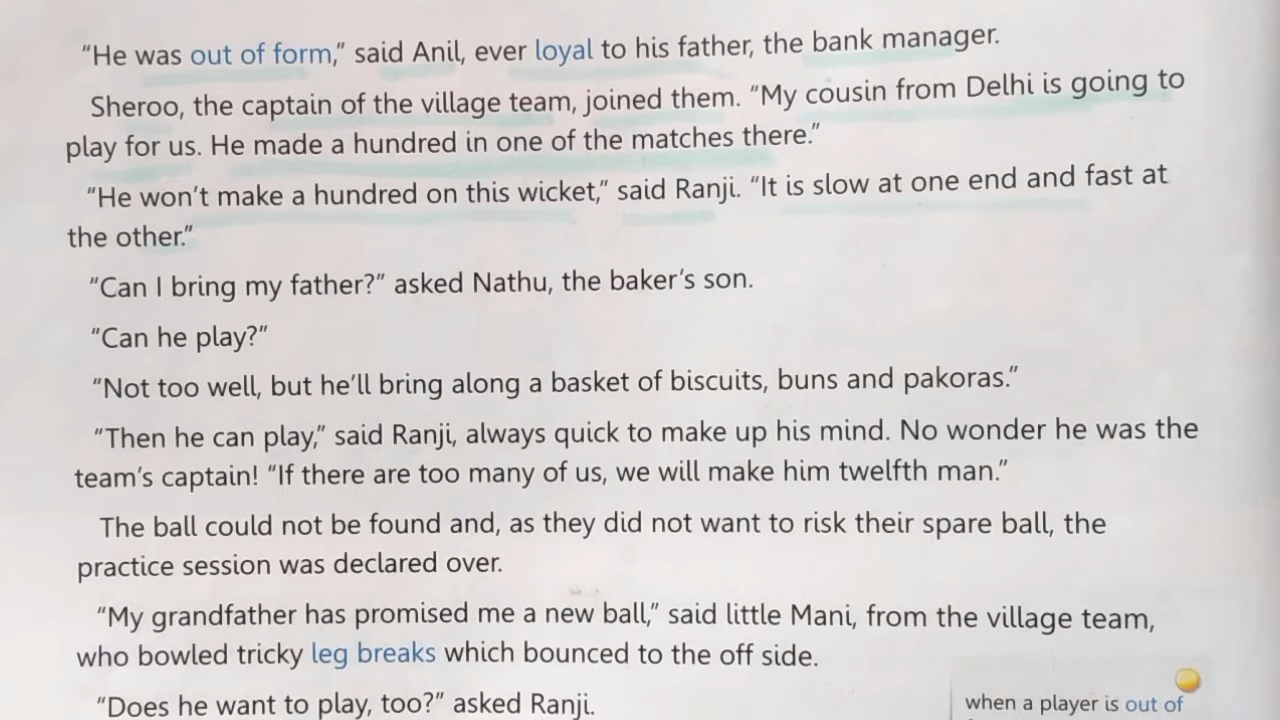 “He was out of form,” said Anil, ever loyal to his father, the bank manager.
Sheroo, the captain of the village team, joined them. “My cousin from Delhi is going to
play for us. He made a hundred in one of the matches there.”
“He won’t make a hundred on this wicket,” said Ranji. “It is slow at one end and fast at
the other.”
“Can I bring my father?” asked Nathu, the baker’s son.
“Can he play?”
“Not too well, but he’ll bring along a basket of biscuits, buns and pakoras.”
“Then he can play,” said Ranji, always quick to make up his mind. No wonder he was the
team’s captain! “If there are too many of us, we will make him twelfth man.”
The ball could not be found and, as they did not want to risk their spare ball, the
practice session was declared over.
“My grandfather has promised me a new ball,” said little Mani, from the village team,
who bowled tricky leg breaks which bounced to the off side.
“Does he want to play, too?” asked Ranji.
when a player is out of